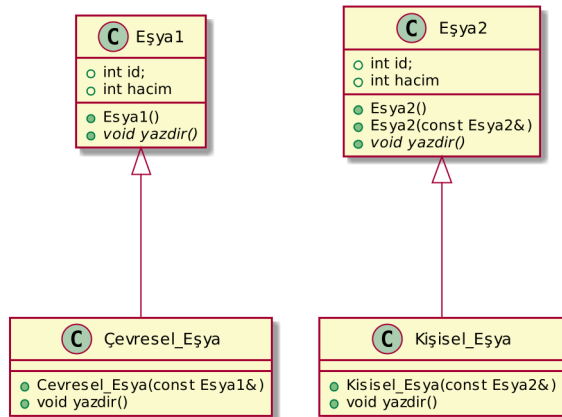 C Eşya1
int id;
int hacim
Esya1()
void yazdir()
C Eşya2
int id;
int hacim
Esya2()
Esya2(const Esya2&)
void yazdir()
C Çevresel_Eşya
Cevresel_Esya(const Esya1&)
void yazdir()
C Kişisel_Eşya
Kisisel_Esya(const Esya2&)
void yazdir()